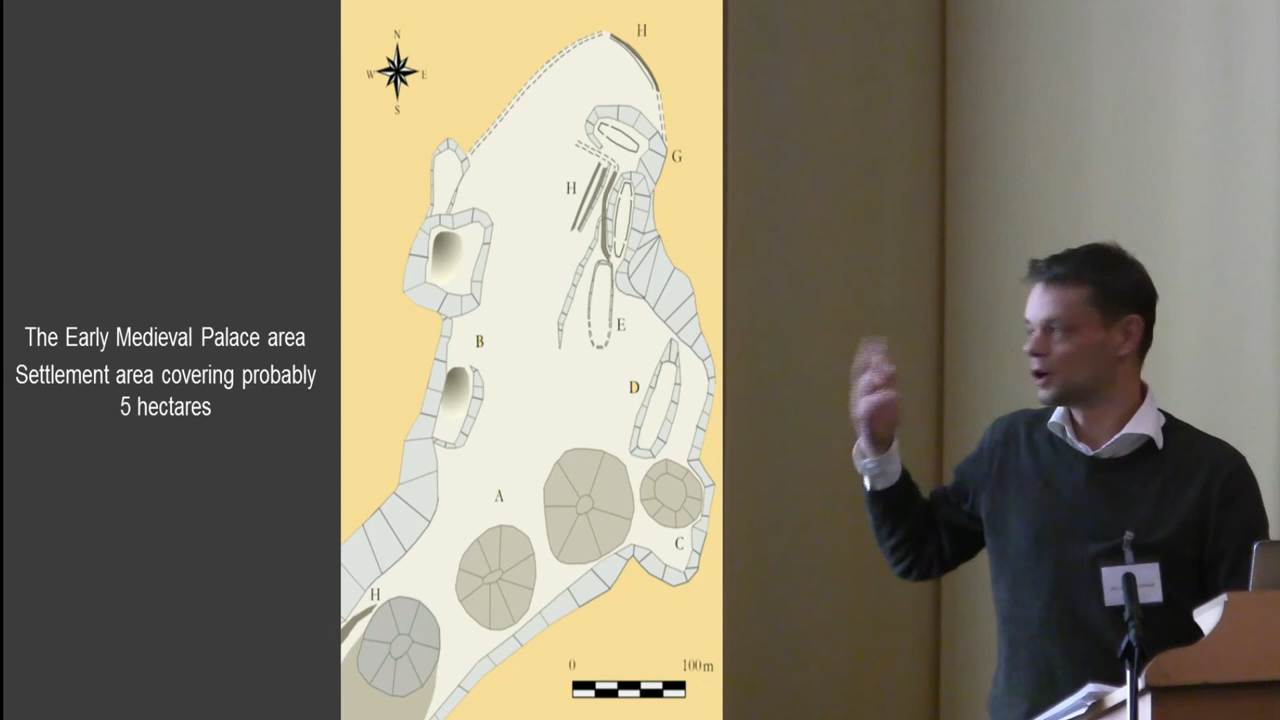 The Early Medieval Palace area
Settlement area covering probably
5 hectares
N
W
E
S
H
G
H
E
B
D
A
C
H
0
100m